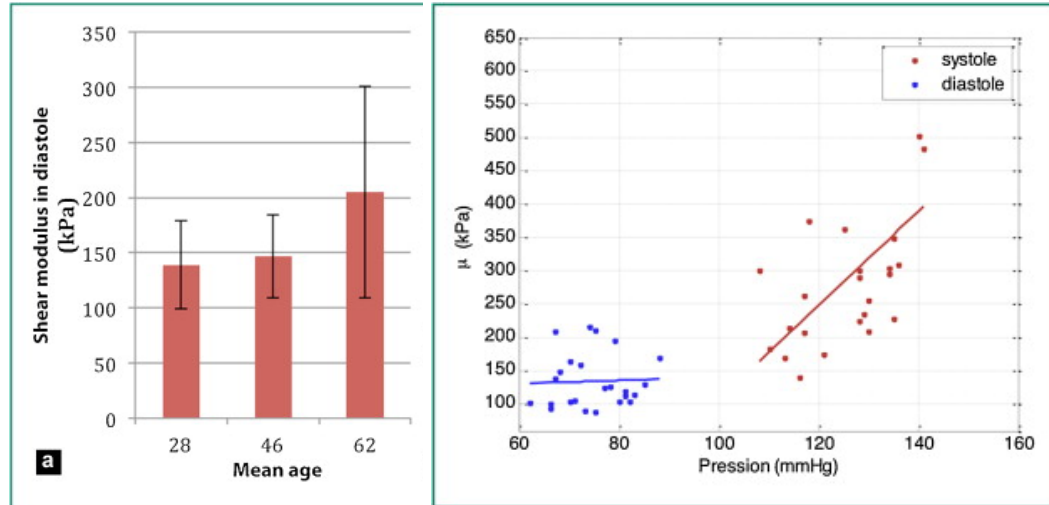 350
300
250
200
150
100
50
0
Shear modulus in diastole
(kPa)
28 46 62
Mean age
a
650
600
550
500
450
400
350
300
250
200
150
100
μ (kPa)
systole
diastole
60 80 100 120 140 160
Pression (mmHg)